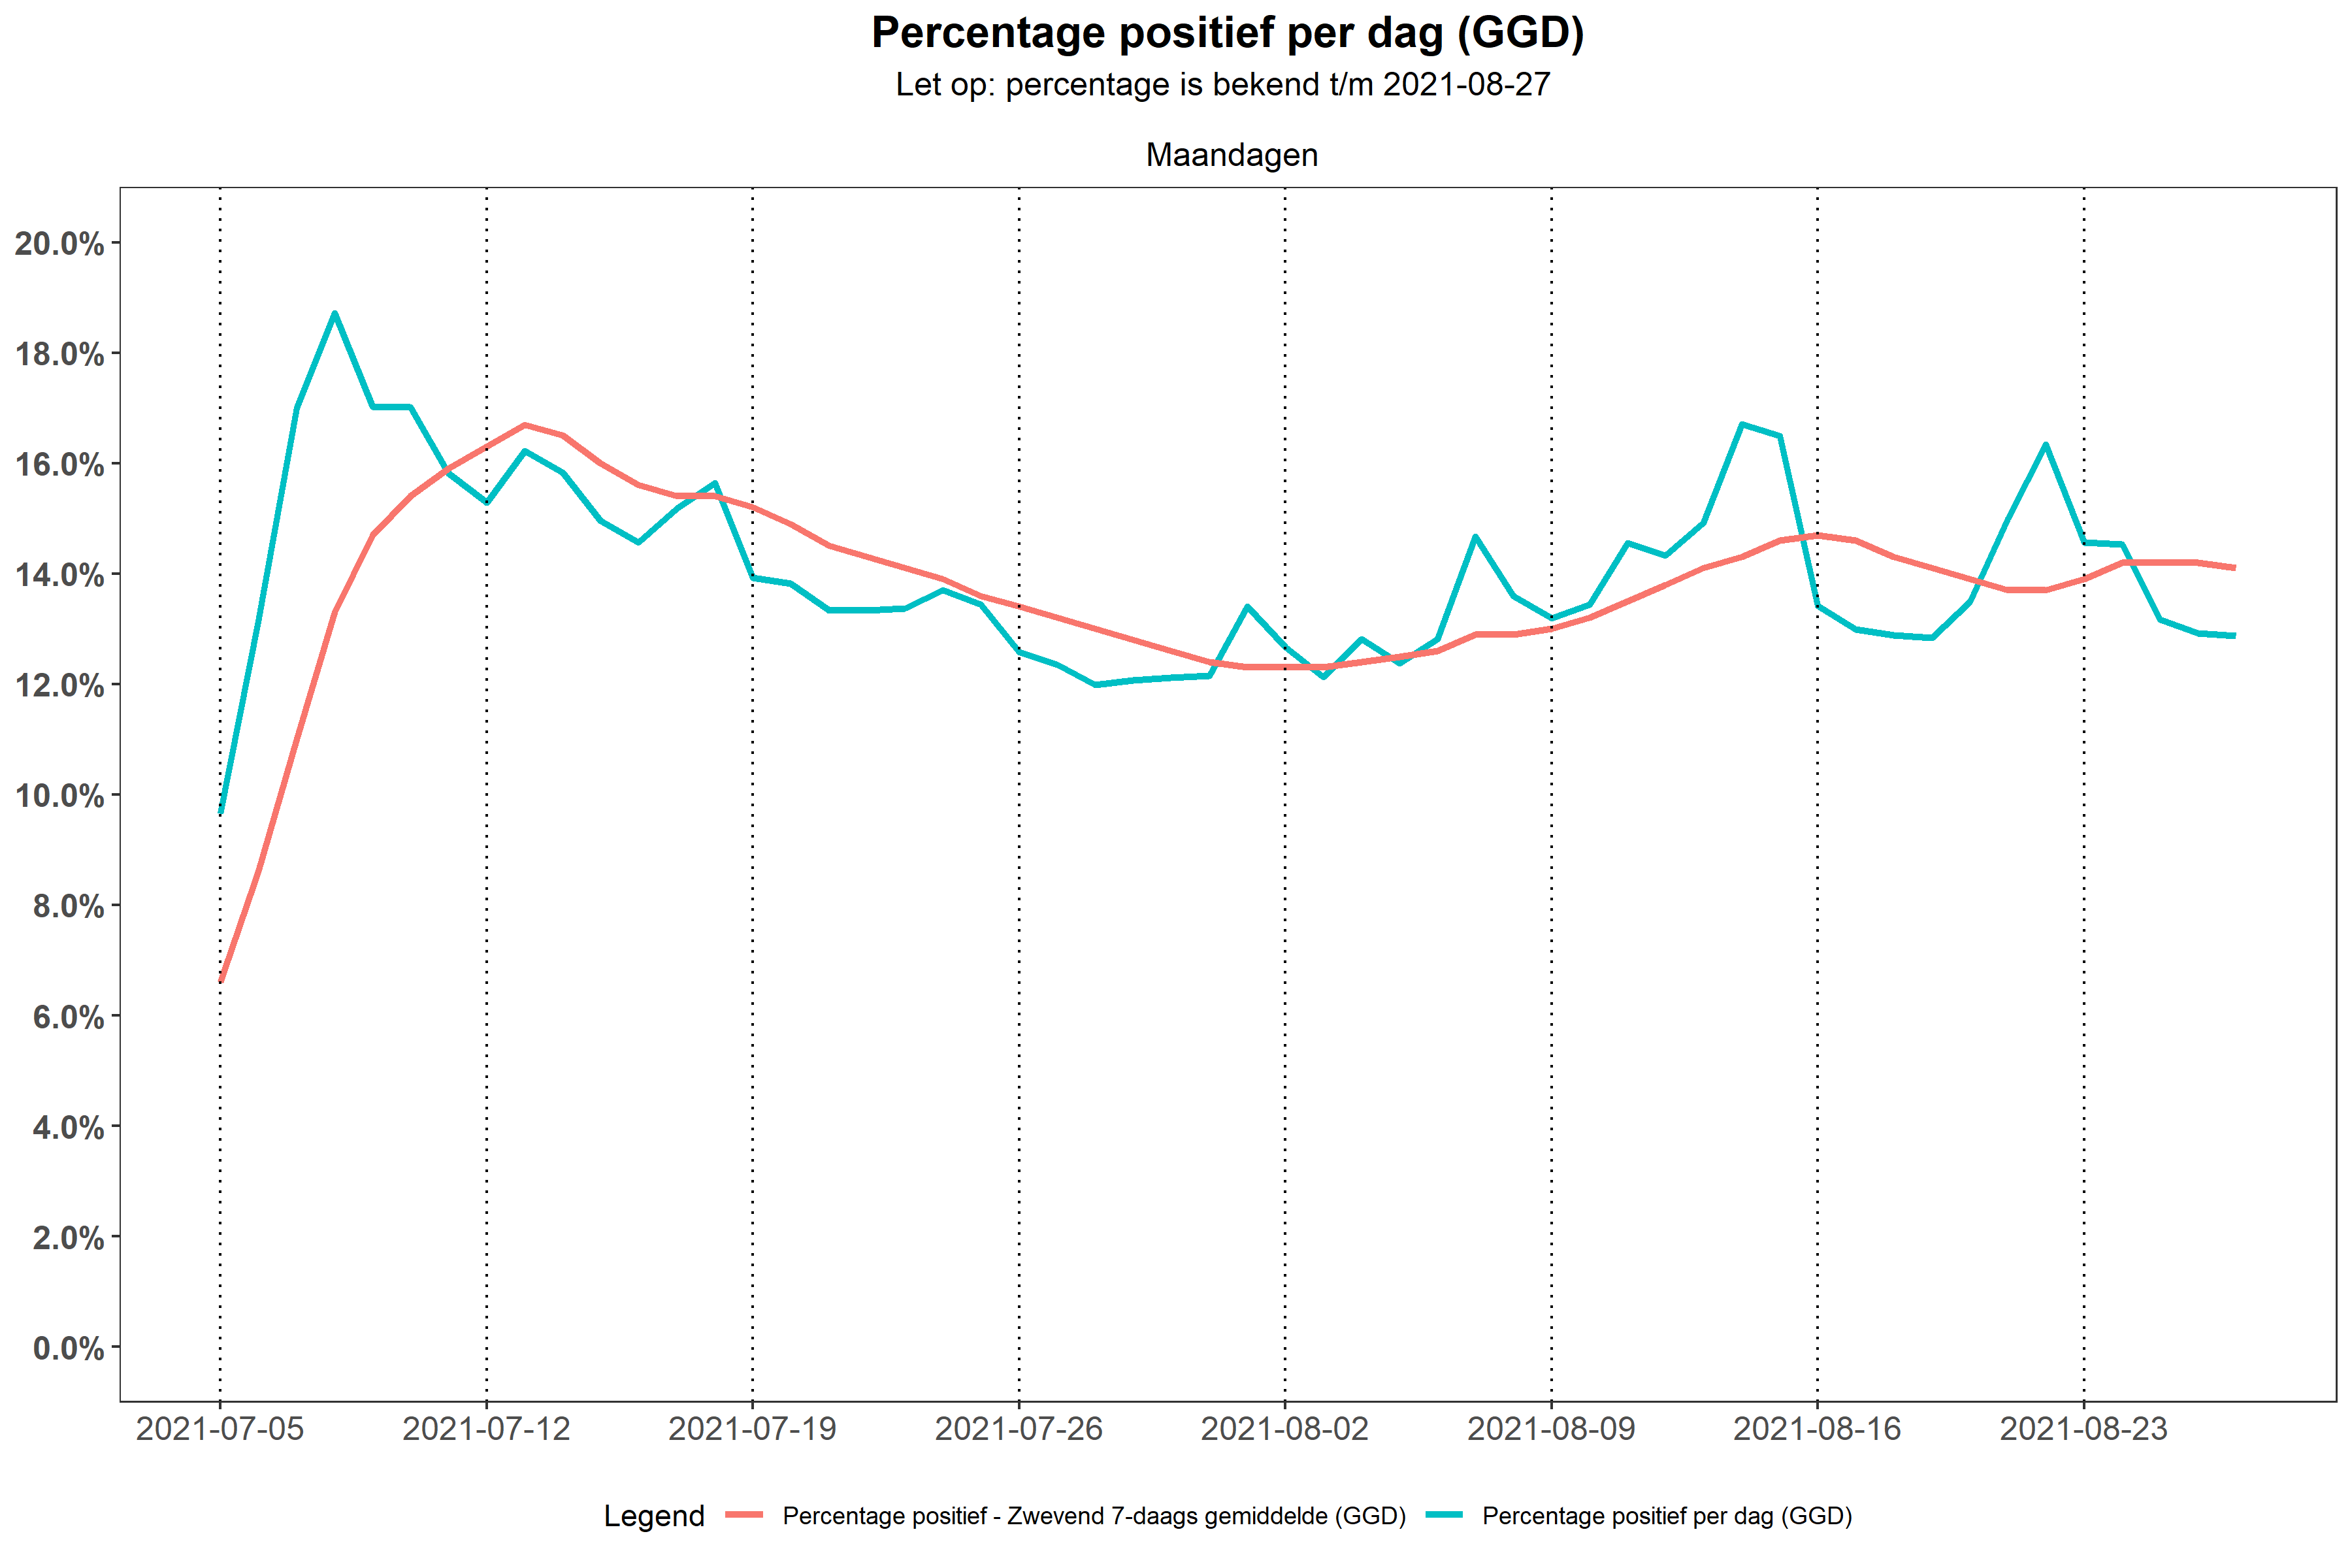 Percentage positief per dag (GGD)
Let op: percentage is bekend t/m 2021-08-27
Maandagen
20.0%
18.0%
16.0%
14.0%
12.0%
10.0%
8.0%
6.0%
4.0%
2.0%
0.0%
2021-07-05 2021-07-12 2021-07-19 2021-07-26 2021-08-02 2021-08-09 2021-08-16 2021-08-23
Legend Percentage positief - Zwevend 7-daags gemiddelde (GGD) Percentage positief per dag (GGD)